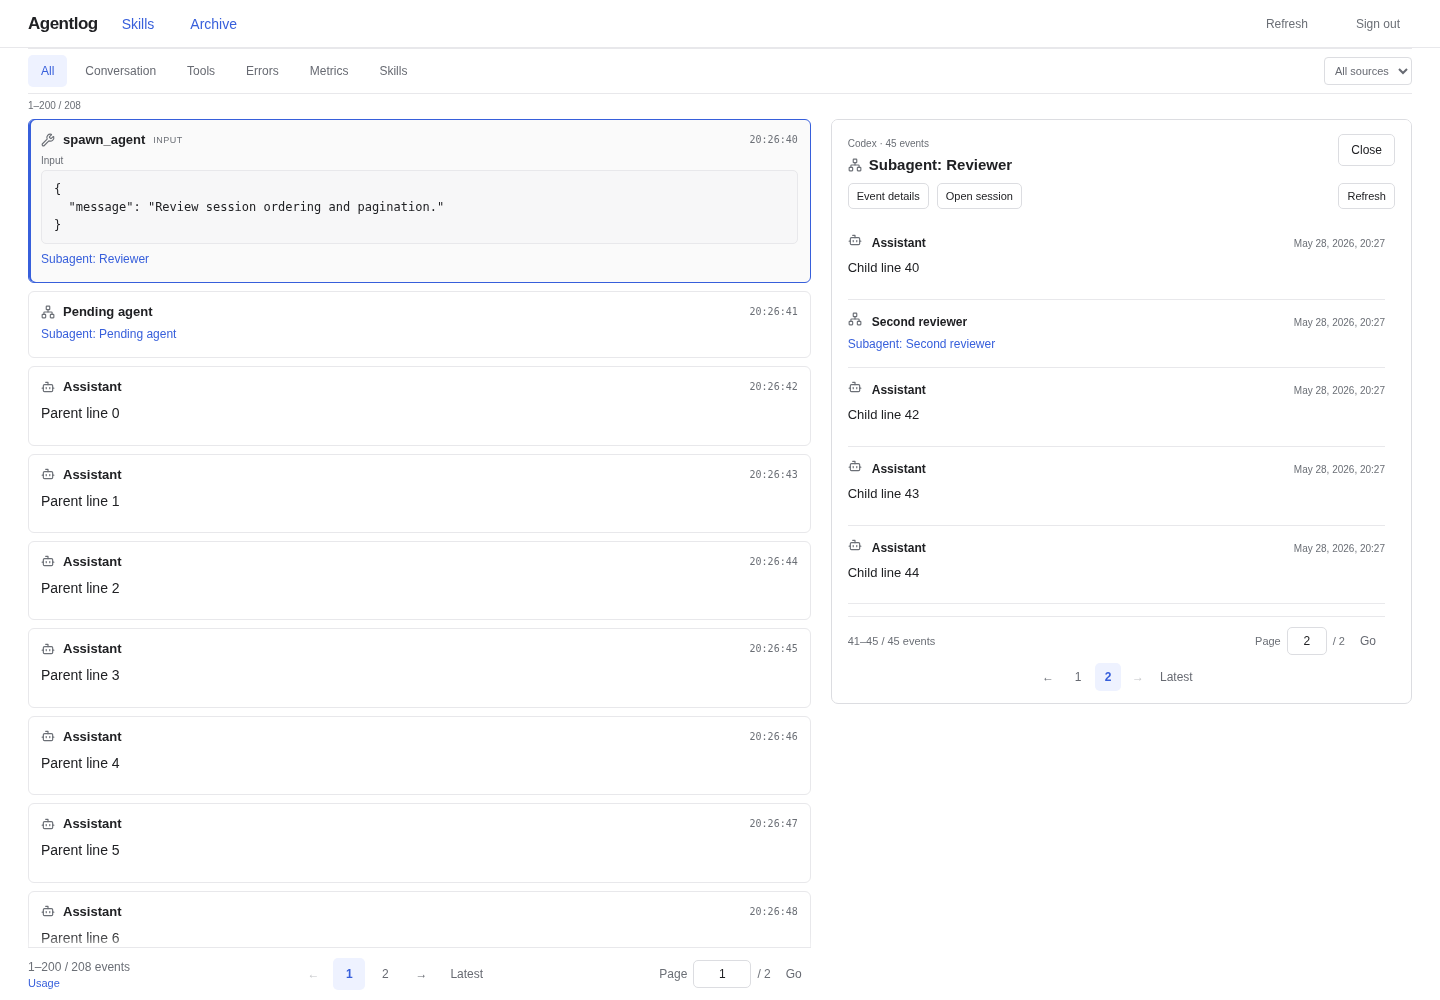 Agentlog Skills Archive Refresh Sign out
All Conversation Tools Errors Metrics Skills All sources
1–200 / 208
spawn_agent INPUT 20:26:40
Input
{
"message": "Review session ordering and pagination."
}
Subagent: Reviewer
Pending agent 20:26:41
Subagent: Pending agent
Assistant 20:26:42
Parent line 0
Assistant 20:26:43
Parent line 1
Assistant 20:26:44
Parent line 2
Assistant 20:26:45
Parent line 3
Assistant 20:26:46
Parent line 4
Assistant 20:26:47
Parent line 5
Assistant 20:26:48
Parent line 6
1–200 / 208 events
Usage
← 1 2 → Latest
Page 1 / 2 Go
Codex · 45 events
Close
Subagent: Reviewer
Event details Open session Refresh
Assistant May 28, 2026, 20:27
Child line 40
Second reviewer May 28, 2026, 20:27
Subagent: Second reviewer
Assistant May 28, 2026, 20:27
Child line 42
Assistant May 28, 2026, 20:27
Child line 43
Assistant May 28, 2026, 20:27
Child line 44
41–45 / 45 events Page 2 / 2 Go
← 1 2 → Latest